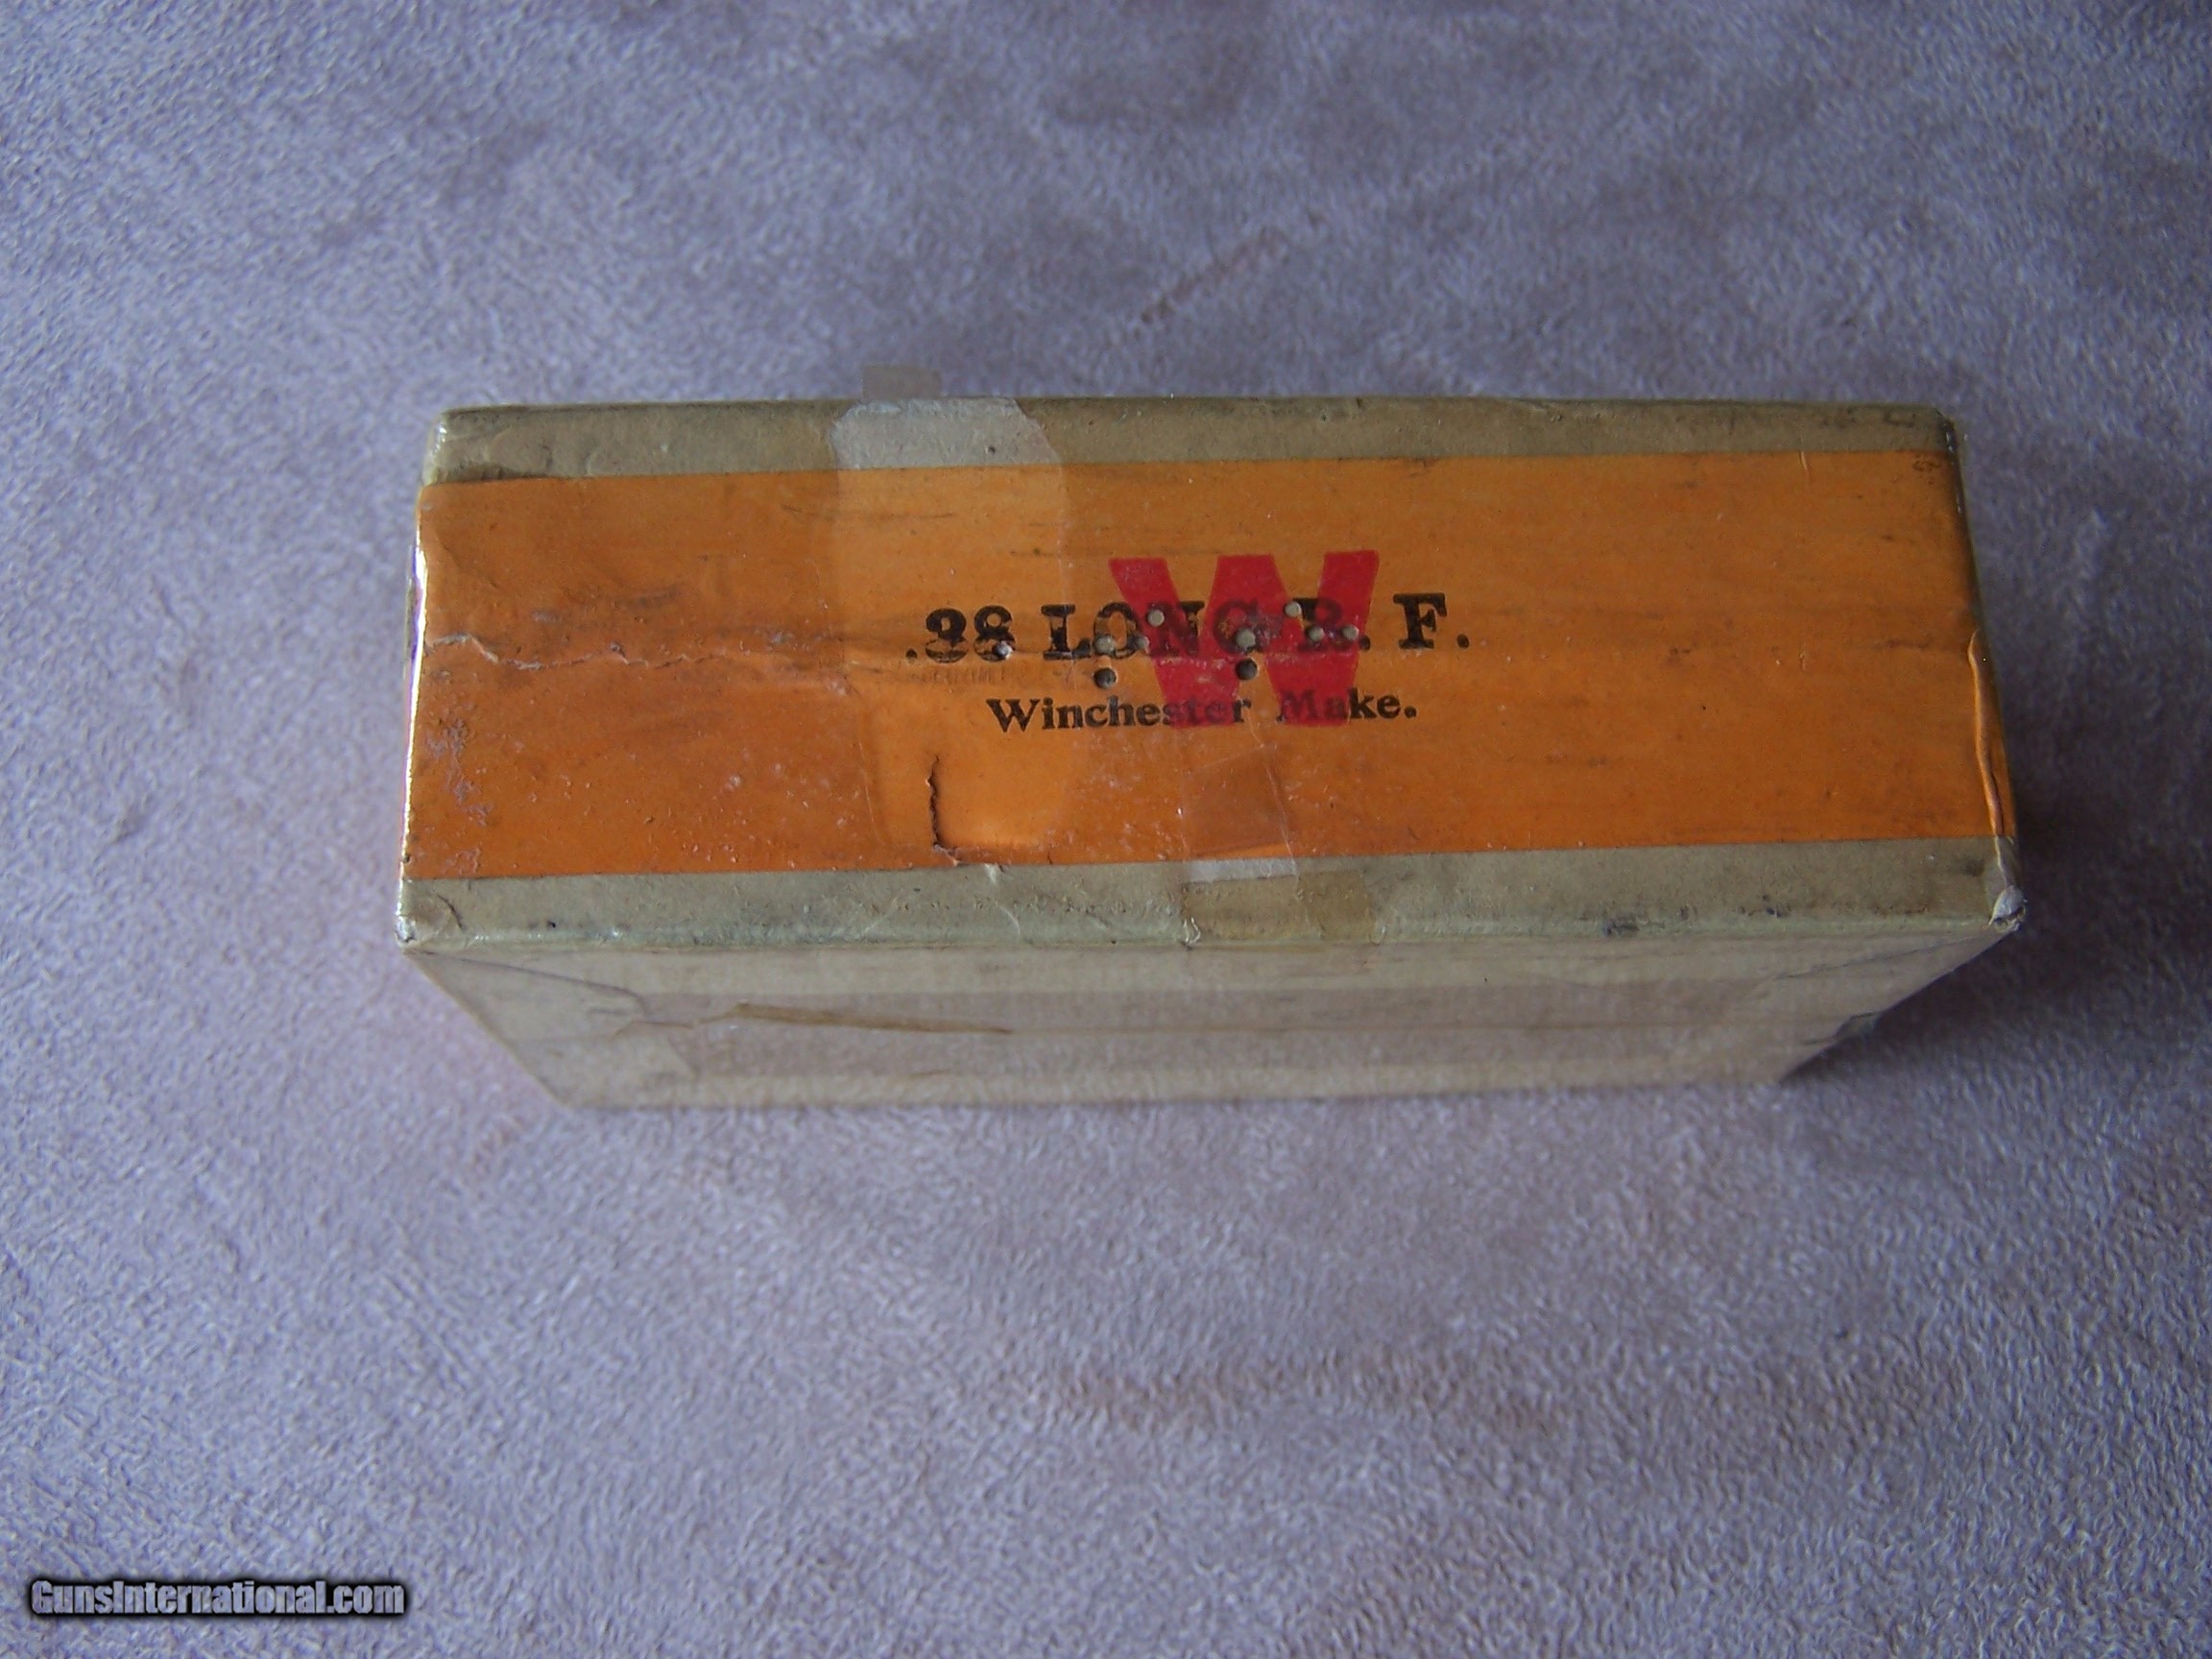 .38 LONG R. F.
W
Winchester Make.
GunsInternational.com